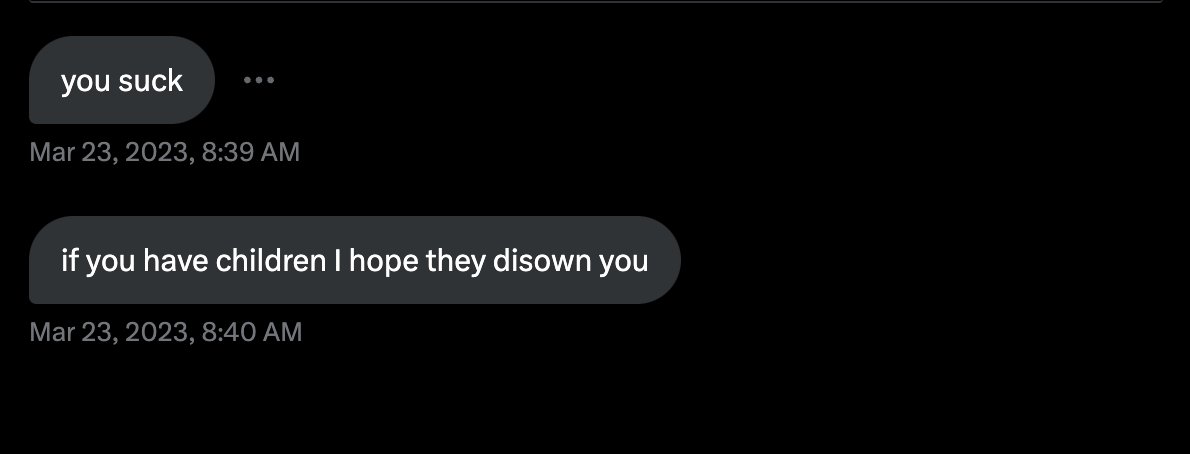 you suck
Mar 23, 2023, 8:39 AM
if you have children I hope they disown you
Mar 23, 2023, 8:40 AM